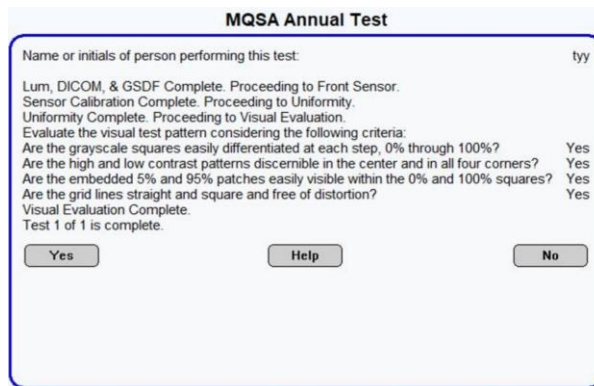 MQSA Annual Test
Name or initials of person performing this test: tyy
Lum, DICOM, & GSDF Complete. Proceeding to Front Sensor.
Sensor Calibration Complete. Proceeding to Uniformity.
Uniformity Complete. Proceeding to Visual Evaluation.
Evaluate the visual test pattern considering the following criteria:
Are the grayscale squares easily differentiated at each step, 0% through 100%? Yes
Are the high and low contrast patterns discernible in the center and in all four corners? Yes
Are the embedded 5% and 95% patches easily visible within the 0% and 100% squares? Yes
Are the grid lines straight and square and free of distortion? Yes
Visual Evaluation Complete.
Test 1 of 1 is complete.
Yes Help No